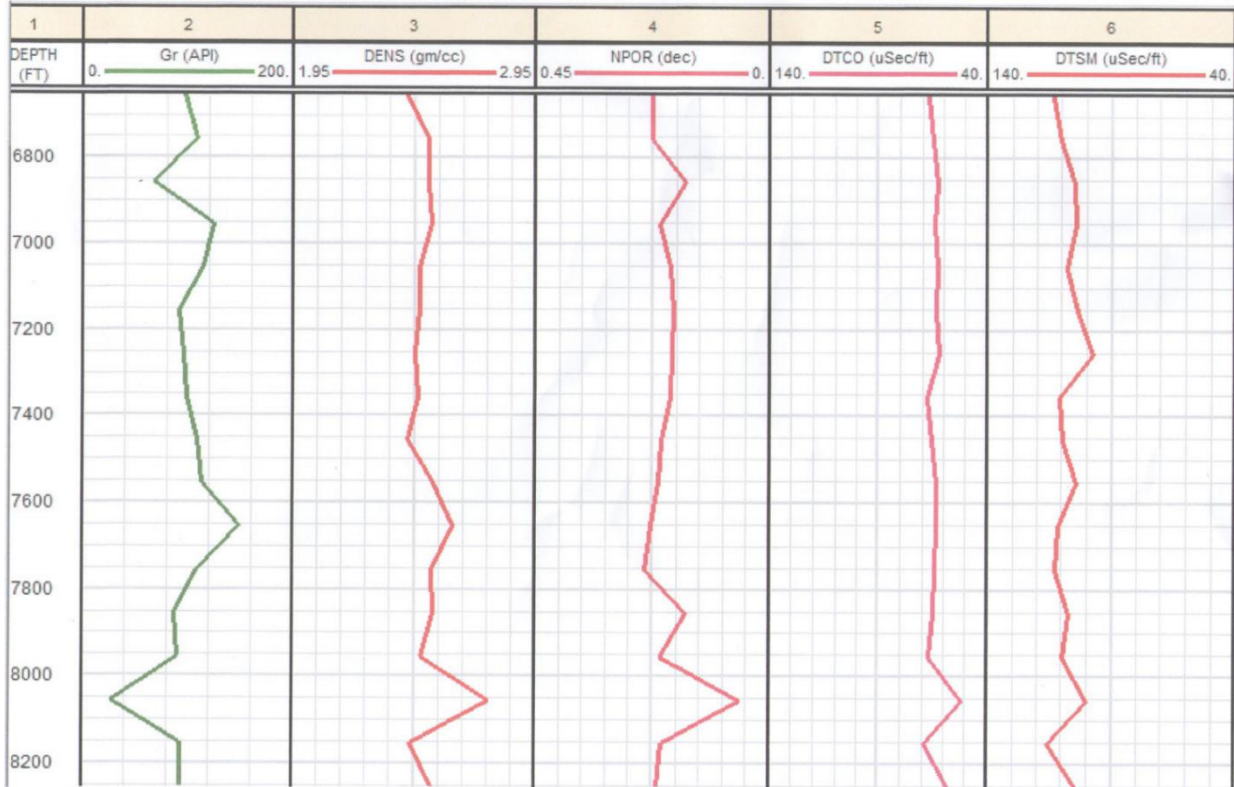 1 2 3 4 5 6
DEPTH (FT)
Gr (API)
0. 200.
DENS (gm/cc)
1.95 2.95
NPOR (dec)
0.45 0.
DTCO (uSec/ft)
140. 40.
DTSM (uSec/ft)
140. 40.
6800
7000
7200
7400
7600
7800
8000
8200